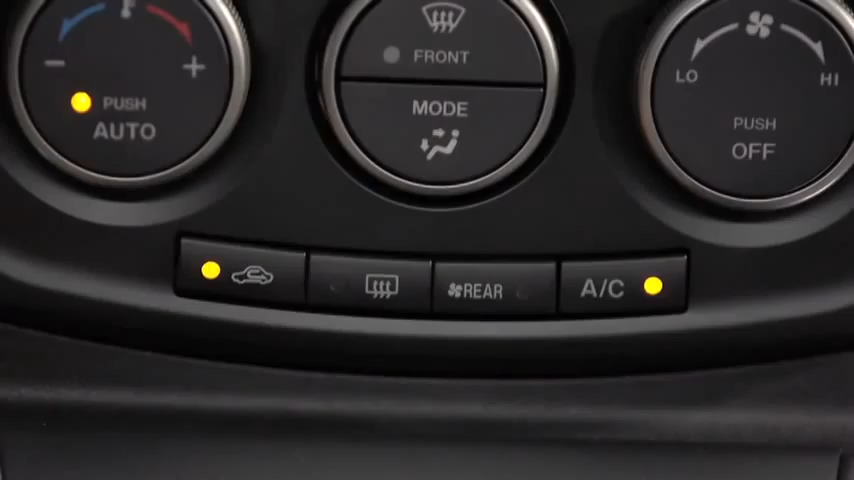 PUSH
AUTO
FRONT
MODE
LO
HI
PUSH
OFF
REAR
A/C